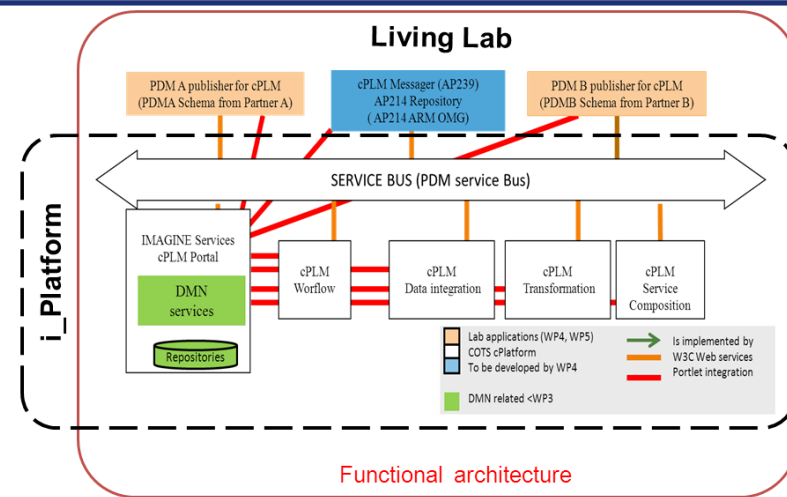 Living Lab
PDM A publisher for cPLM
(PDMA Schema from Partner A)
cPLM Messager (AP239)
AP214 Repository
( AP214 ARM OMG)
PDM B publisher for cPLM
(PDMB Schema from Partner B)
SERVICE BUS (PDM service Bus)
i_Platform
IMAGINE Services
cPLM Portal
DMN
services
Repositories
cPLM
Worflow
cPLM
Data integration
cPLM
Transformation
cPLM
Service
Composition
Lab applications (WP4, WP5)
COTS cPlatform
To be developed by WP4
DMN related <WP3
Is implemented by
W3C Web services
Portlet integration
Functional architecture